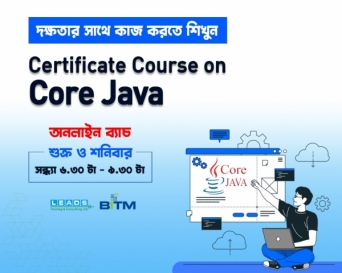 দক্ষতার সাথে কাজ করতে শিখুন
Certificate Course on
Core Java
অনলাইন ব্যাচ
শুক্র ও শনিবার
সন্ধ্যা ৬.৩০ টা - ৯.৩০ টা
LEADS
BITM
Core
JAVA